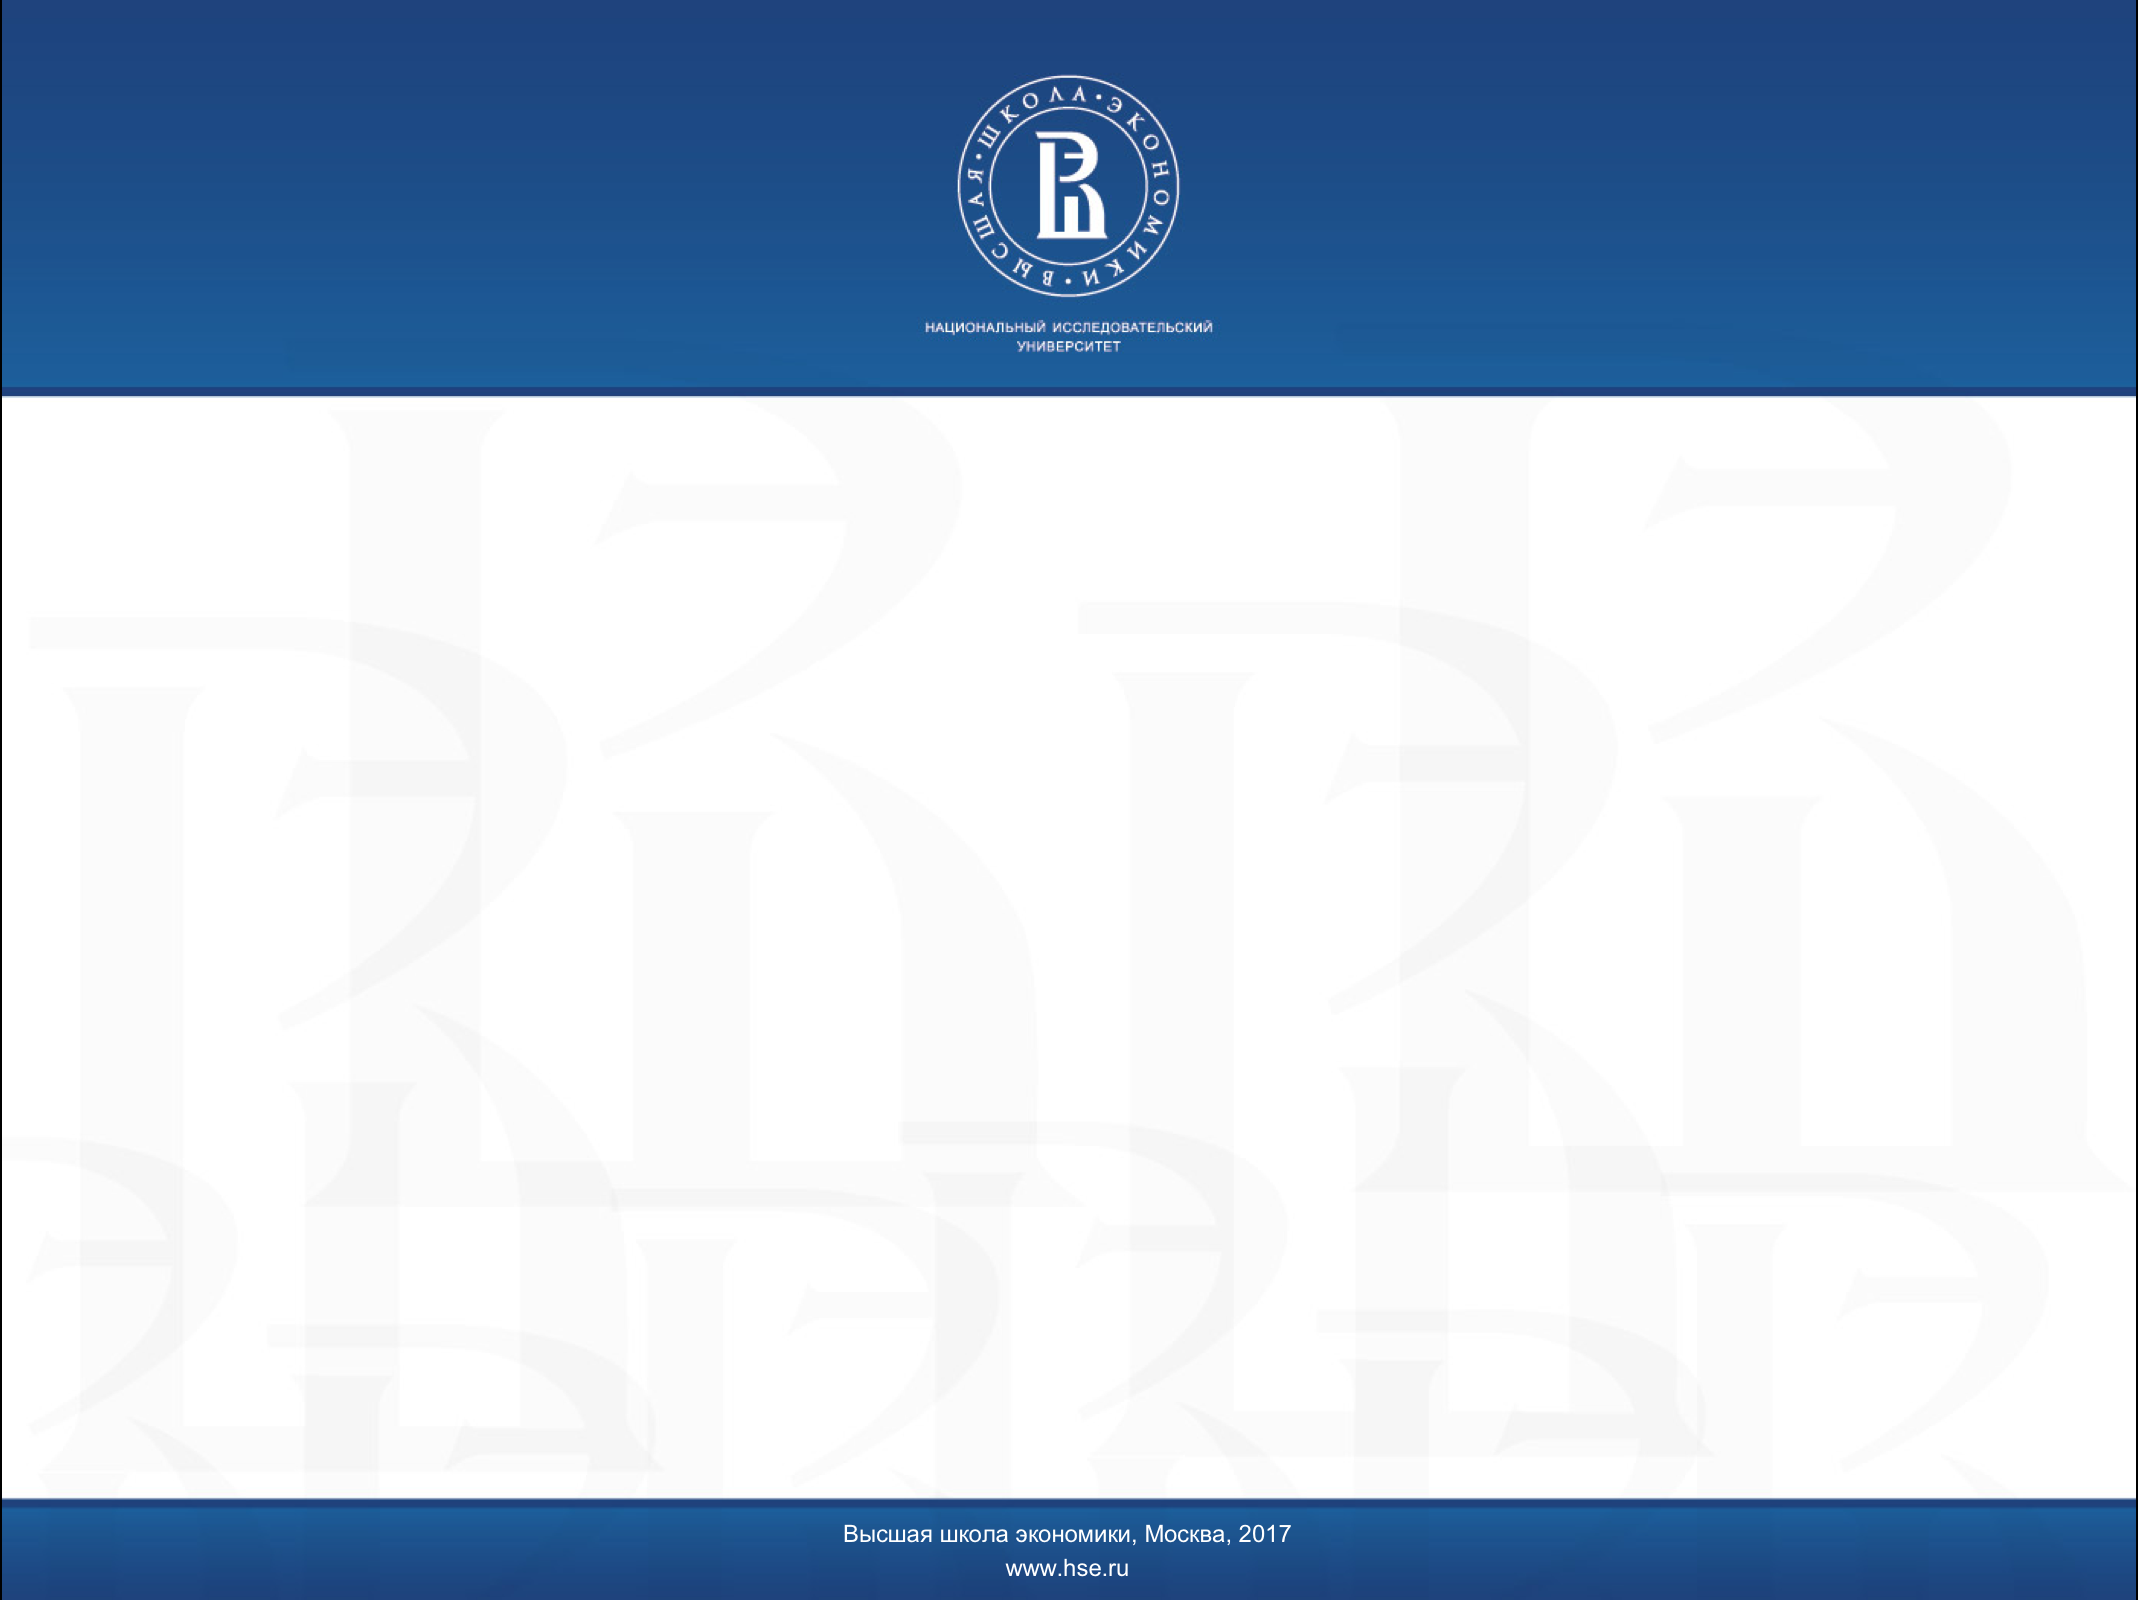 ВЫСШАЯ • ШКОЛА • ЭКОНОМИКИ •
НАЦИОНАЛЬНЫЙ ИССЛЕДОВАТЕЛЬСКИЙ
УНИВЕРСИТЕТ
Высшая школа экономики, Москва, 2017
www.hse.ru